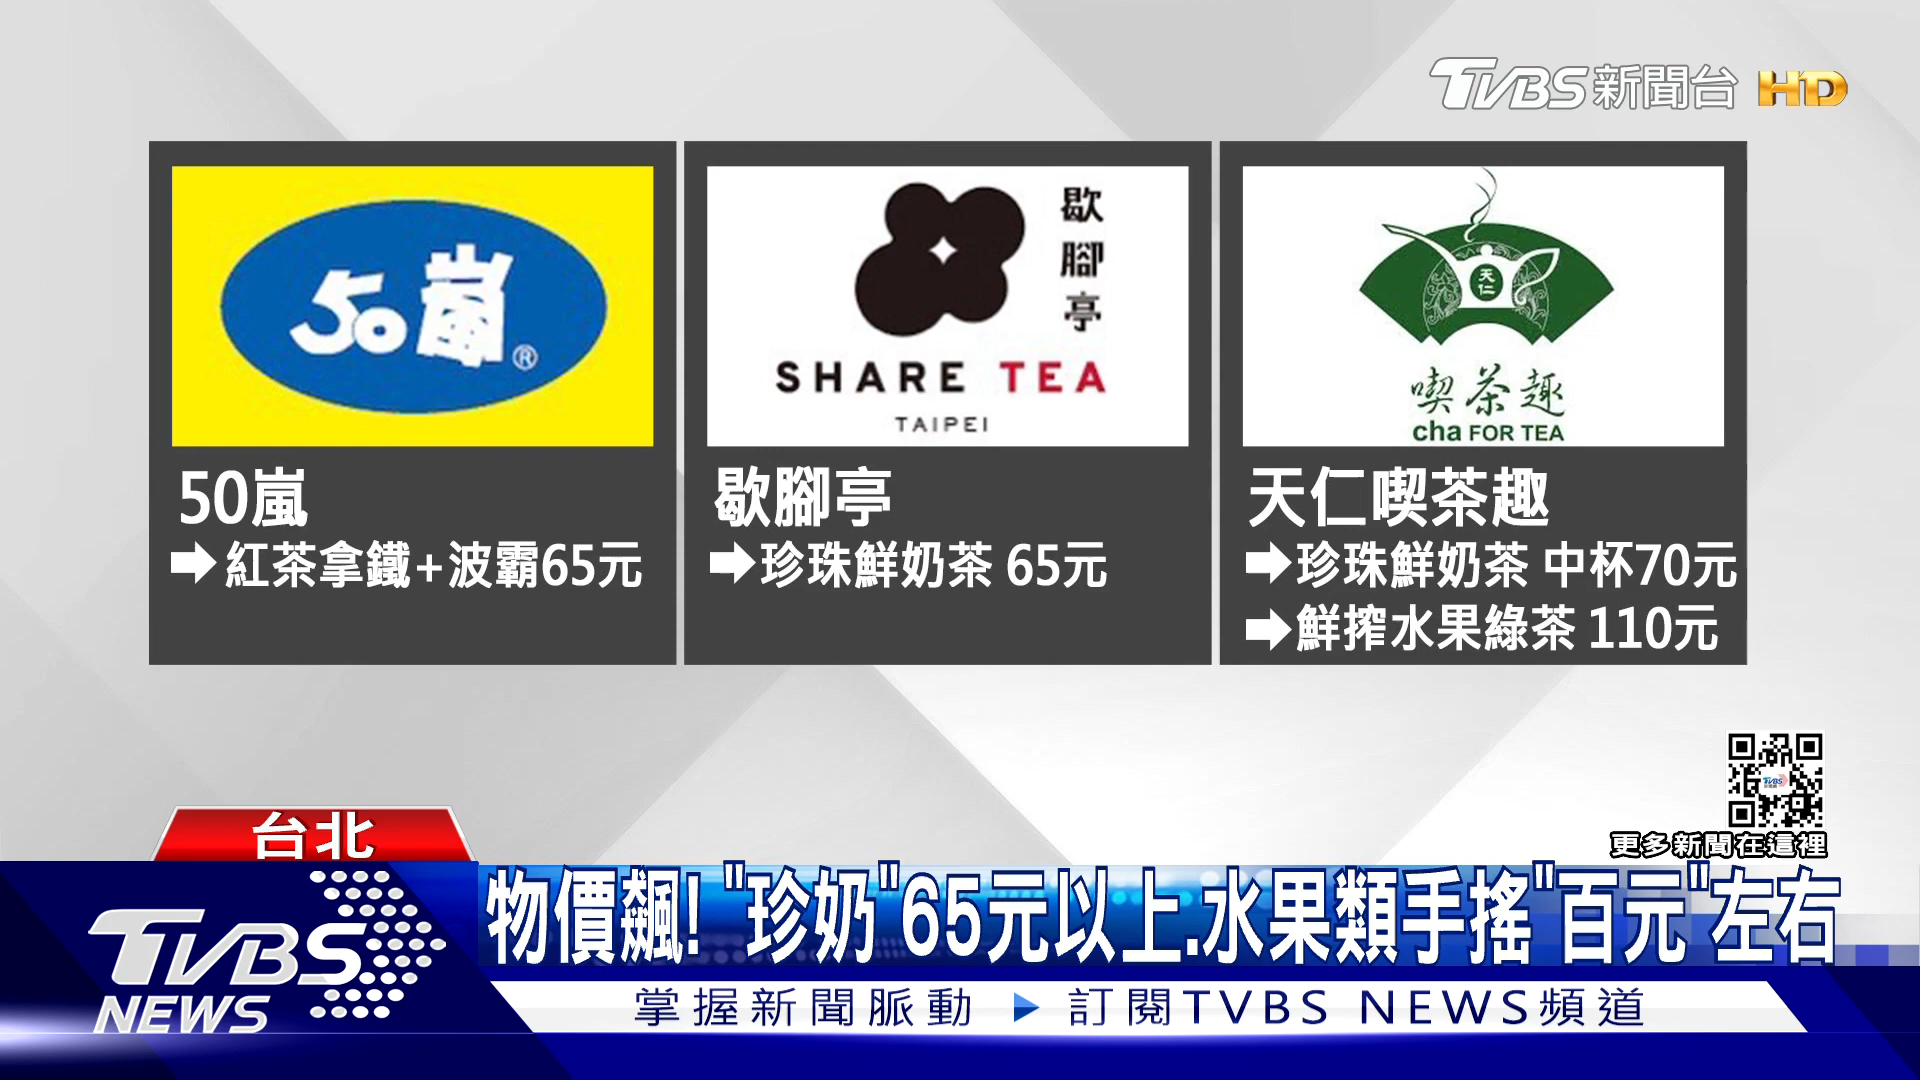 TVBS新聞台 HD
50嵐®
歇腳亭
SHARE TEA
TAIPEI
天仁
喫茶趣
cha FOR TEA
50嵐
➡紅茶拿鐵+波霸65元
歇腳亭
➡珍珠鮮奶茶 65元
天仁喫茶趣
➡珍珠鮮奶茶 中杯70元
➡鮮搾水果綠茶 110元
TVBS
更多新聞在這裡
台北
物價飆! "珍奶"65元以上.水果類手搖"百元"左右
TVBS
NEWS
掌握新聞脈動 ▶ 訂閱TVBS NEWS頻道